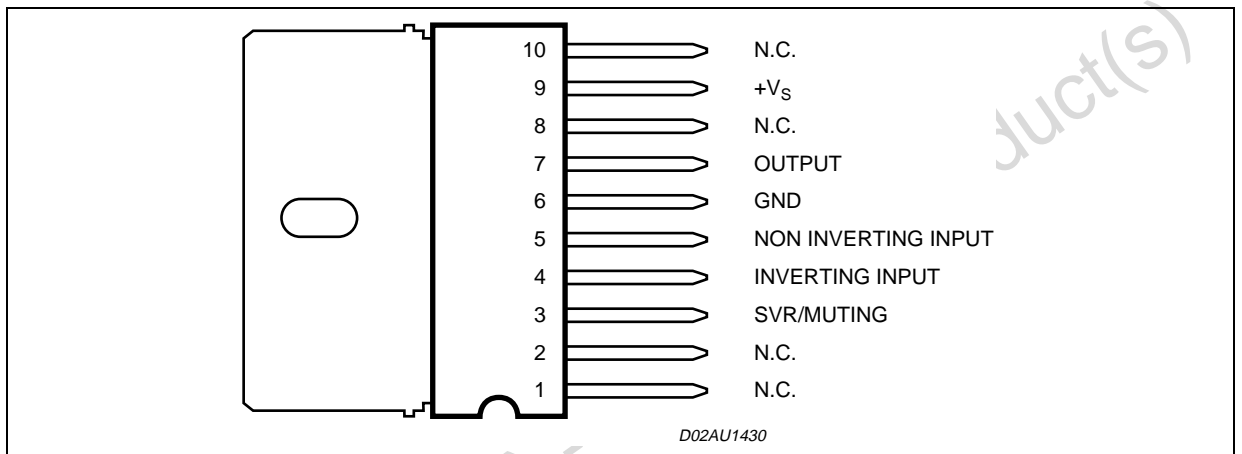 10 N.C.
9 +VS
8 N.C.
7 OUTPUT
6 GND
5 NON INVERTING INPUT
4 INVERTING INPUT
3 SVR/MUTING
2 N.C.
1 N.C.
D02AU1430
duct(s)